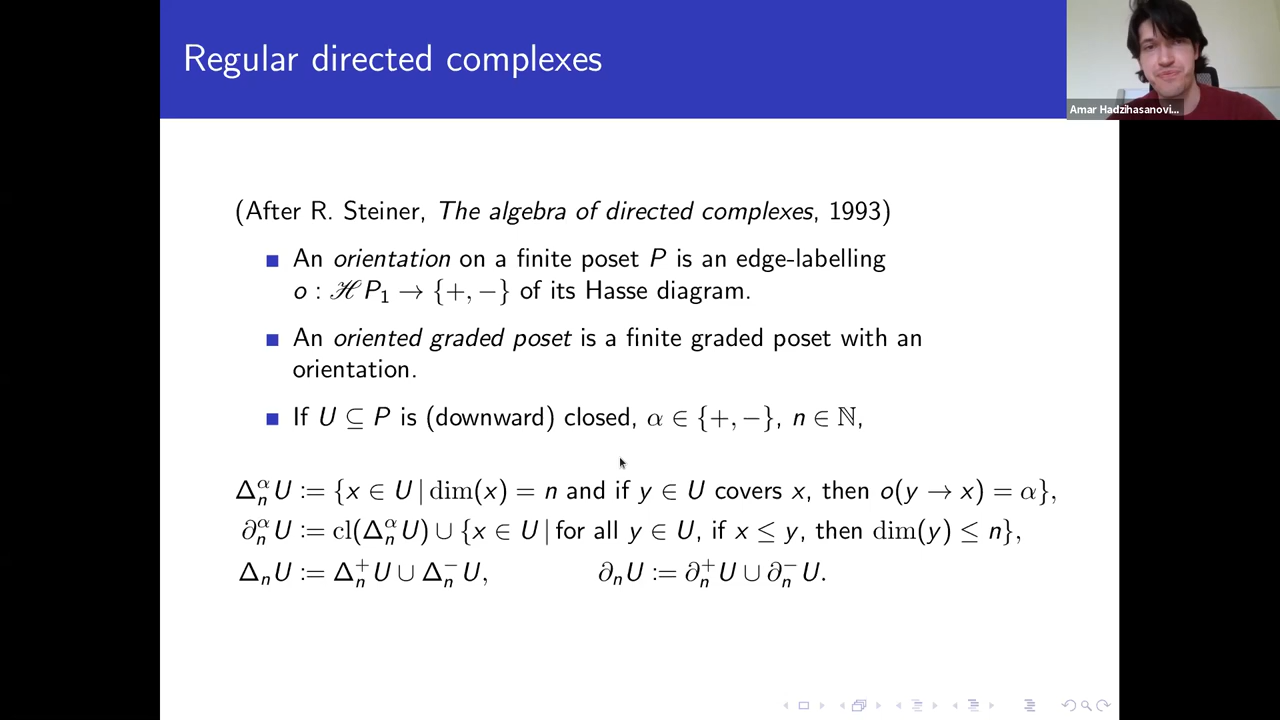 Regular directed complexes
Amar Hadzihasanovi...
(After R. Steiner, The algebra of directed complexes, 1993)
■ An orientation on a finite poset P is an edge-labelling
o : ℋP₁ → {+, −} of its Hasse diagram.
■ An oriented graded poset is a finite graded poset with an
orientation.
■ If U ⊆ P is (downward) closed, α ∈ {+, −}, n ∈ ℕ,
Δₙ^α U := {x ∈ U | dim(x) = n and if y ∈ U covers x, then o(y → x) = α},
∂ₙ^α U := cl(Δₙ^α U) ∪ {x ∈ U | for all y ∈ U, if x ≤ y, then dim(y) ≤ n},
ΔₙU := Δₙ⁺U ∪ Δₙ⁻U, ∂ₙU := ∂ₙ⁺U ∪ ∂ₙ⁻U.